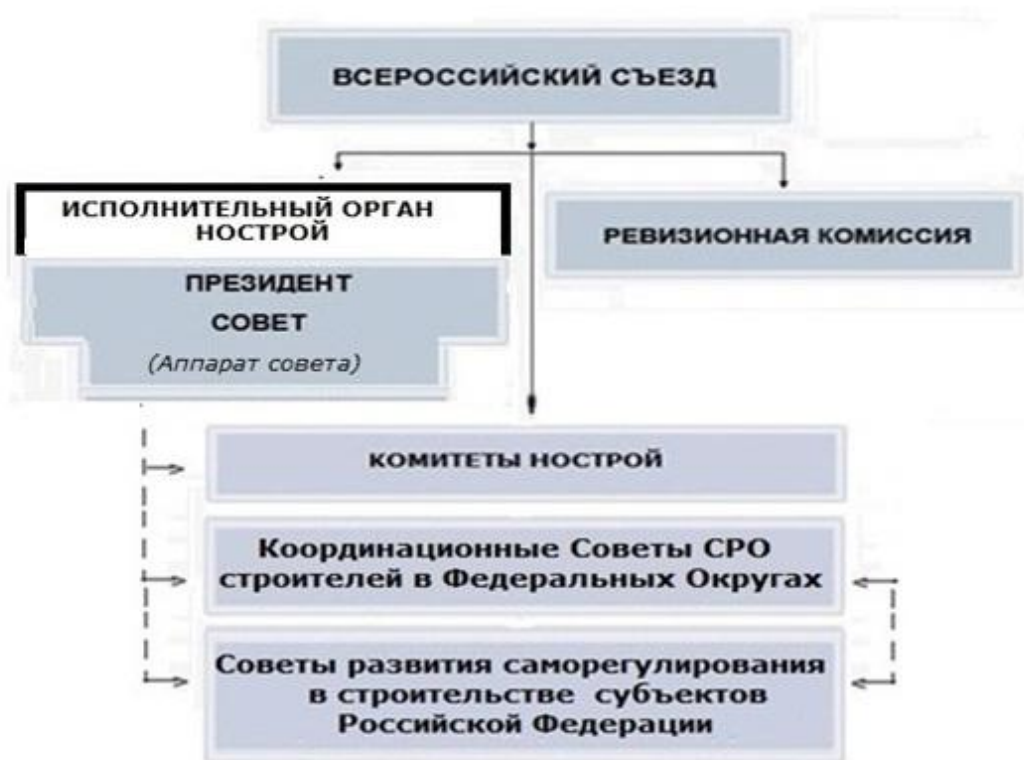 ВСЕРОССИЙСКИЙ СЪЕЗД
ИСПОЛНИТЕЛЬНЫЙ ОРГАН
НОСТРОЙ
ПРЕЗИДЕНТ
СОВЕТ
(Аппарат совета)
РЕВИЗИОННАЯ КОМИССИЯ
КОМИТЕТЫ НОСТРОЙ
Координационные Советы СРО
строителей в Федеральных Округах
Советы развития саморегулирования
в строительстве субъектов
Российской Федерации